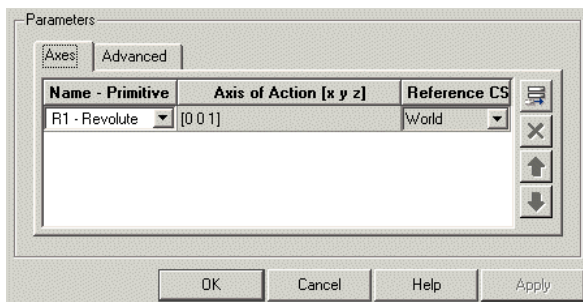 Parameters
Axes Advanced
Name - Primitive Axis of Action [x y z] Reference CS
R1 - Revolute [0 0 1] World
OK Cancel Help Apply